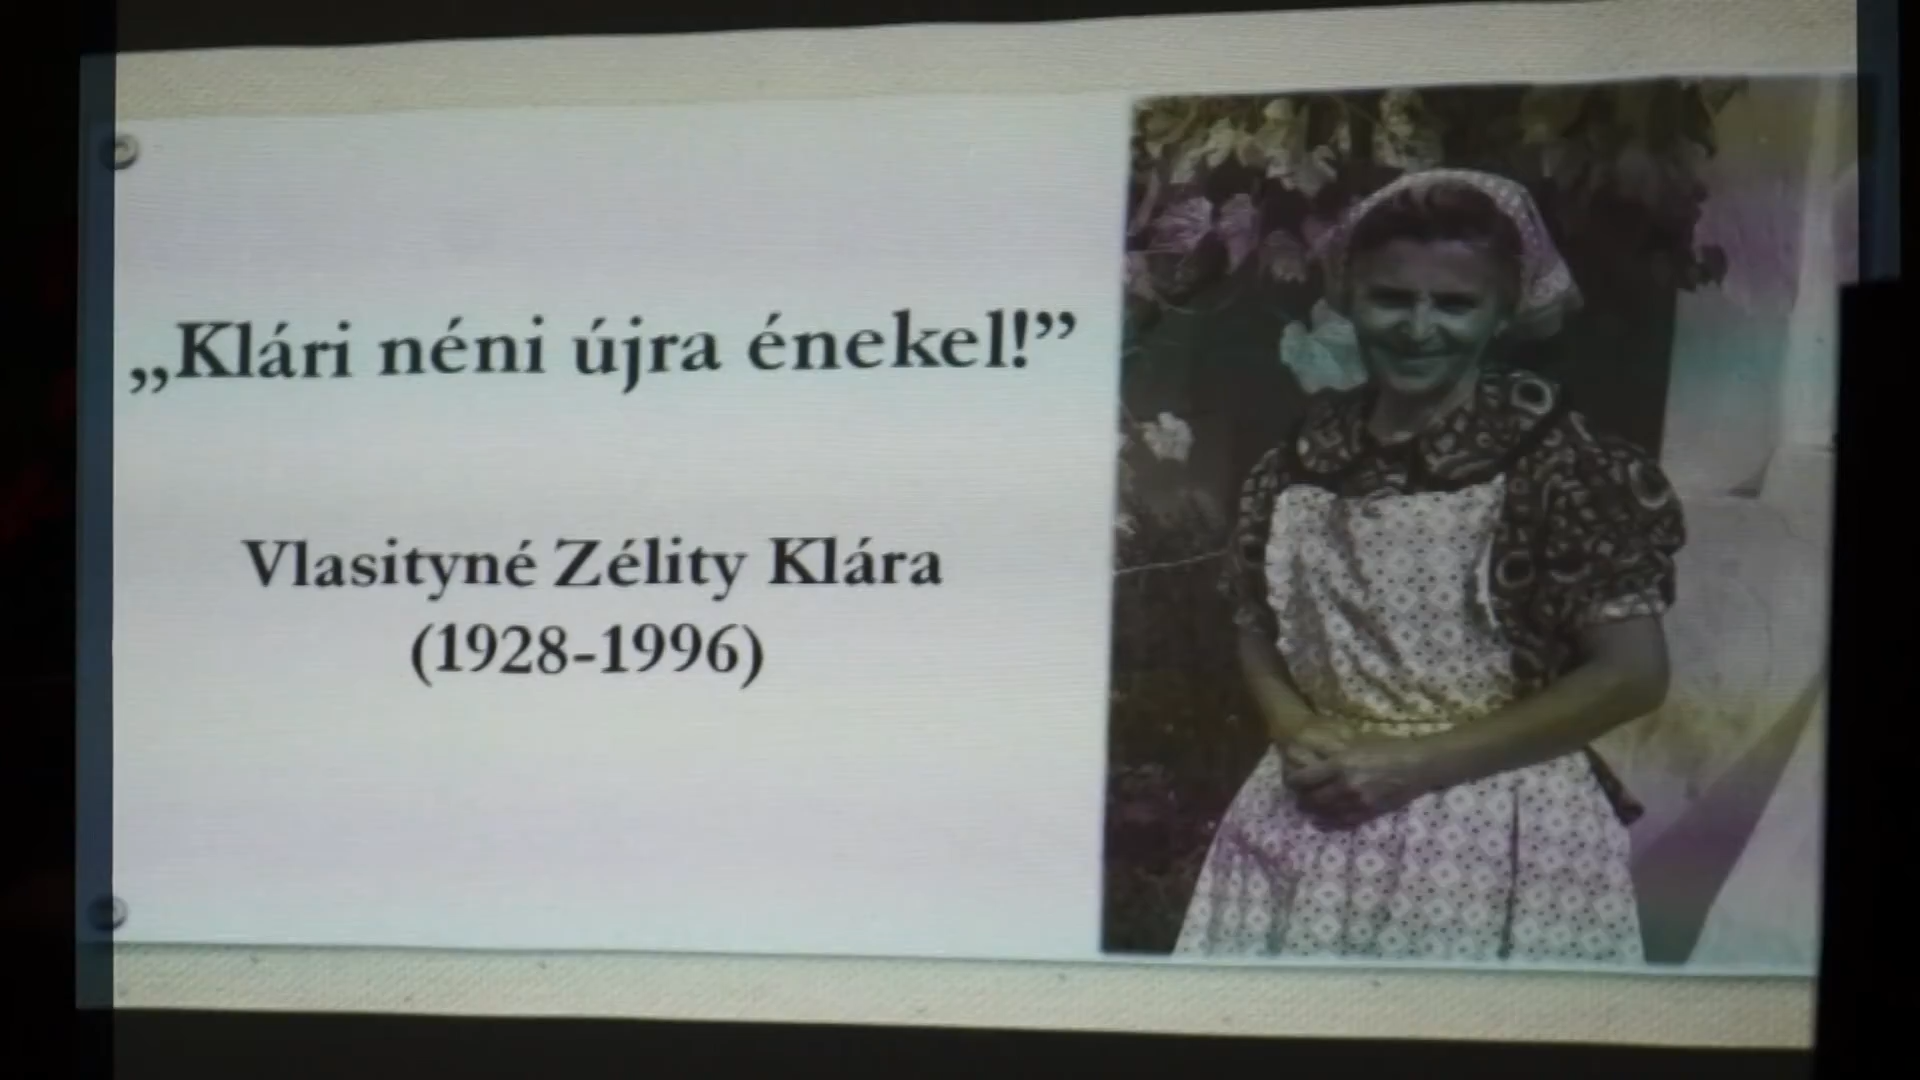 „Klári néni újra énekel!”
Vlasityné Zélity Klára
(1928-1996)